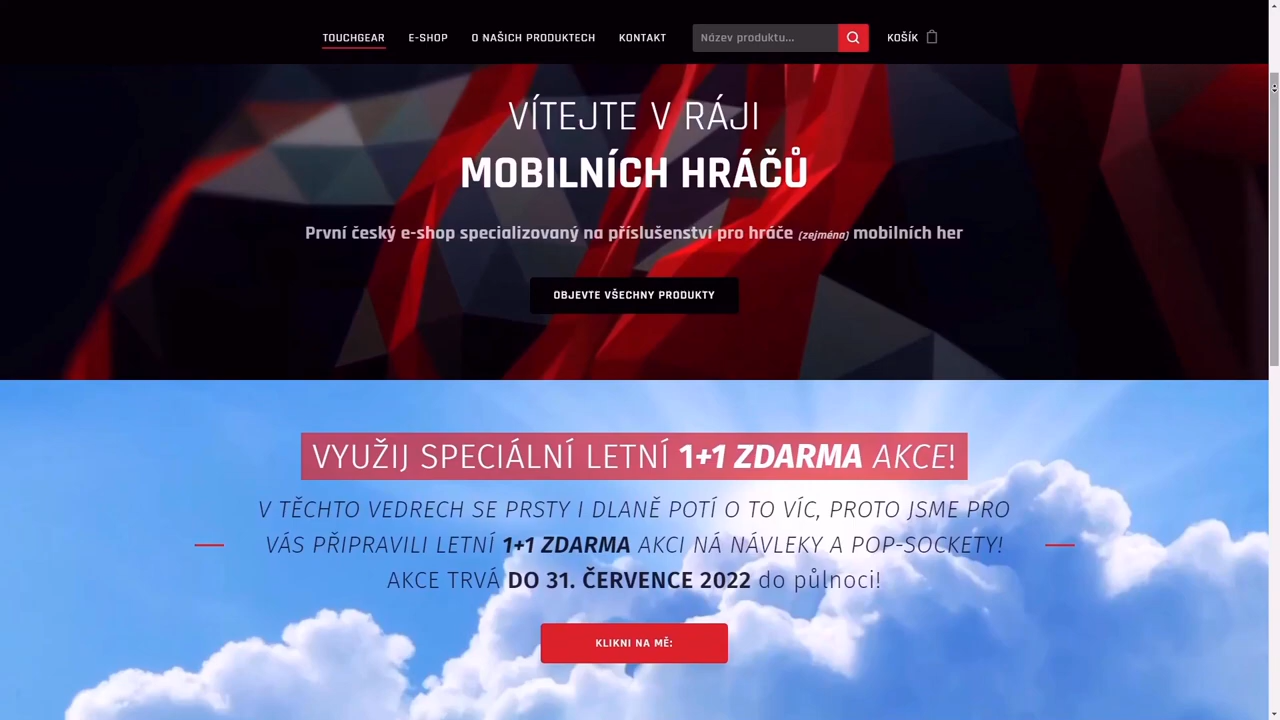 TOUCHGEAR E-SHOP O NAŠICH PRODUKTECH KONTAKT Název produktu... KOŠÍK
VÍTEJTE V RÁJI
MOBILNÍCH HRÁČŮ
První český e-shop specializovaný na příslušenství pro hráče (zejména) mobilních her
OBJEVTE VŠECHNY PRODUKTY
VYUŽIJ SPECIÁLNÍ LETNÍ 1+1 ZDARMA AKCE!
V TĚCHTO VEDRECH SE PRSTY I DLANĚ POTÍ O TO VÍC, PROTO JSME PRO
VÁS PŘIPRAVILI LETNÍ 1+1 ZDARMA AKCI NÁ NÁVLEKY A POP-SOCKETY!
AKCE TRVÁ DO 31. ČERVENCE 2022 do půlnoci!
KLIKNI NA MĚ: